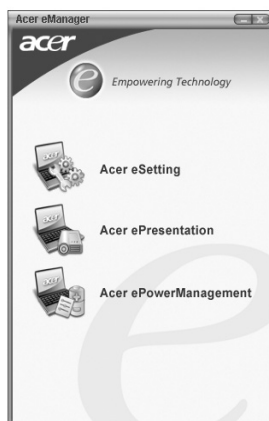 Acer eManager
acer
e Empowering Technology
Acer eSetting
Acer ePresentation
Acer ePowerManagement
e